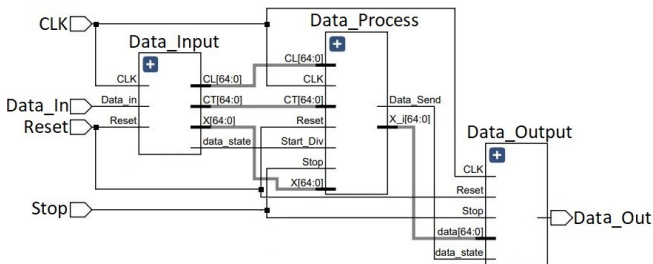 CLK
Data_Process
Data_Input
CLK
CL[64:0]
CLK
Data_In
Data_in
CT[64:0]
CT[64:0]
Data_Send
Reset
Reset
X[64:0]
Reset
X_i[64:0]
data_state
Start_Div
Data_Output
Stop
CLK
X[64:0]
Reset
Stop
Stop
Data_Out
data[64:0]
data_state
CL[64:0]